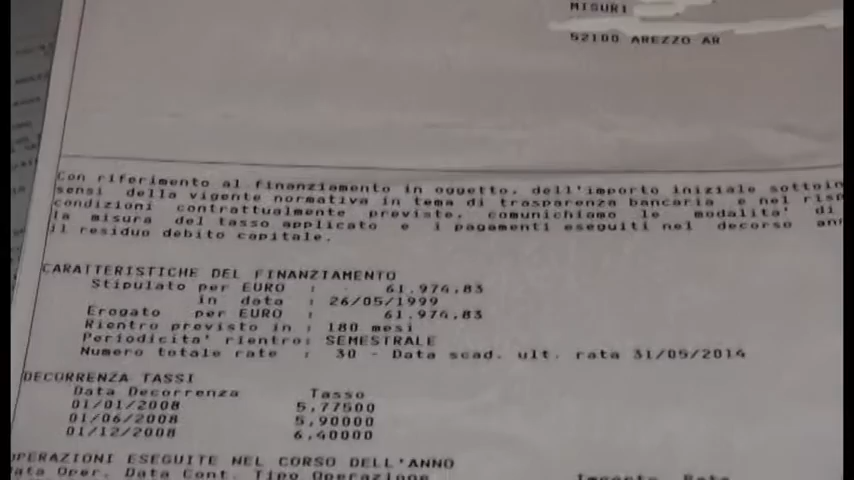 MISURI
52100 AREZZO AR
Con riferimento al finanziamento in oggetto, dell'importo iniziale
sensi della vigente normativa in tema di trasparenza bancaria e nel
condizioni contrattualmente previste, comunichiamo le modalita' di
la misura del tasso applicato e i pagamenti eseguiti nel decorso
il residuo debito capitale.
CARATTERISTICHE DEL FINANZIAMENTO
Stipulato per EURO : 61.974,83
in data : 26/05/1999
Erogato per EURO : 61.974,83
Rientro previsto in : 180 mesi
Periodicita' rientro: SEMESTRALE
Numero totale rate : 30 - Data scad. ult. rata 31/05/2014
DECORRENZA TASSI
Data Decorrenza Tasso
01/01/2008 5,77500
01/06/2008 5,90000
01/12/2008 6,40000
OPERAZIONI ESEGUITE NEL CORSO DELL'ANNO
Data Oper. Data Cont. Tipo Operazione Importo Rata